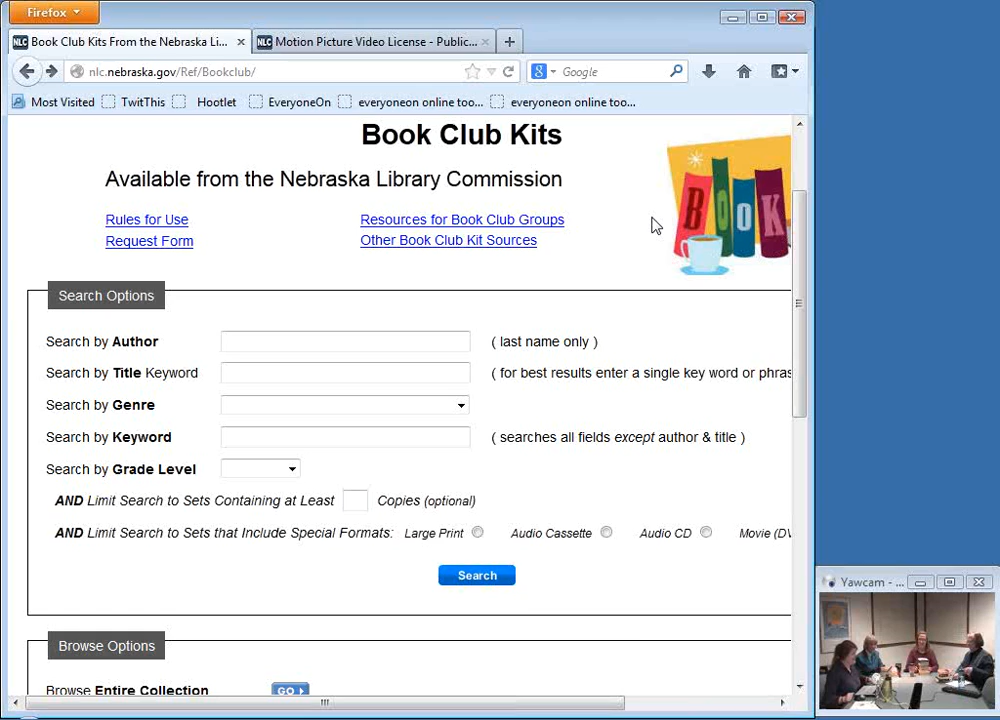 Firefox
NLC Book Club Kits From the Nebraska Li...
NLC Motion Picture Video License - Public...
nlc.nebraska.gov/Ref/Bookclub/
8 Google
Most Visited TwitThis Hootlet EveryoneOn everyoneon online too... everyoneon online too...
Book Club Kits
Available from the Nebraska Library Commission
Rules for Use Resources for Book Club Groups
Request Form Other Book Club Kit Sources
BOOK
Search Options
Search by Author ( last name only )
Search by Title Keyword ( for best results enter a single key word or phras
Search by Genre
Search by Keyword ( searches all fields except author & title )
Search by Grade Level
AND Limit Search to Sets Containing at Least Copies (optional)
AND Limit Search to Sets that Include Special Formats: Large Print Audio Cassette Audio CD Movie (DV
Search
Browse Options
Browse Entire Collection GO
Yawcam - ...